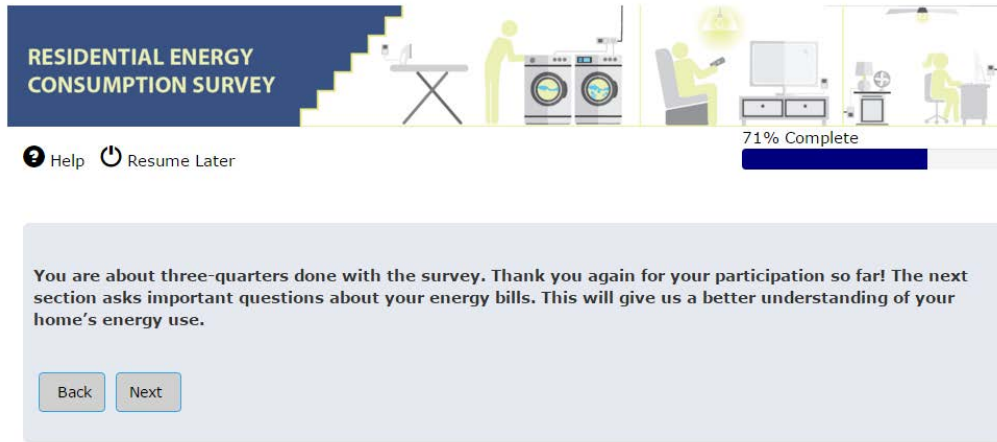 RESIDENTIAL ENERGY
CONSUMPTION SURVEY
71% Complete
Help Resume Later
You are about three-quarters done with the survey. Thank you again for your participation so far! The next
section asks important questions about your energy bills. This will give us a better understanding of your
home’s energy use.
Back Next